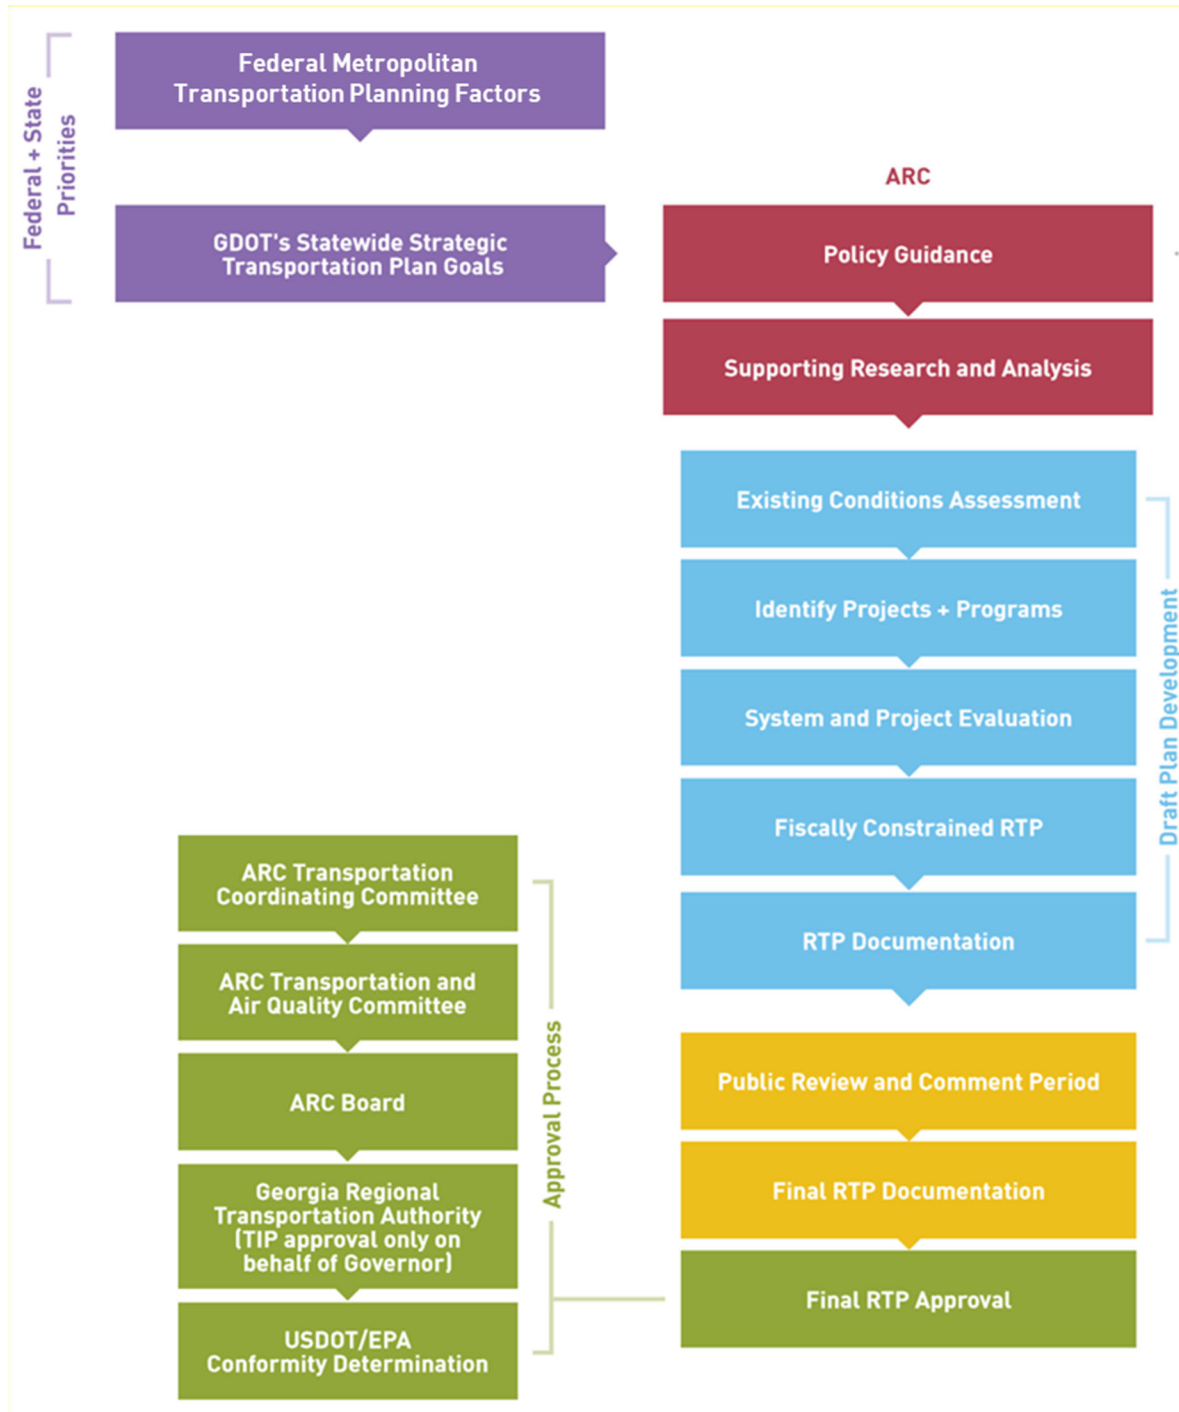 Federal + State
Priorities
Federal Metropolitan
Transportation Planning Factors
GDOT's Statewide Strategic
Transportation Plan Goals
ARC
Policy Guidance
Supporting Research and Analysis
Existing Conditions Assessment
Identify Projects + Programs
System and Project Evaluation
Fiscally Constrained RTP
RTP Documentation
Draft Plan Development
Public Review and Comment Period
Final RTP Documentation
Final RTP Approval
Approval Process
ARC Transportation
Coordinating Committee
ARC Transportation and
Air Quality Committee
ARC Board
Georgia Regional
Transportation Authority
(TIP approval only on
behalf of Governor)
USDOT/EPA
Conformity Determination